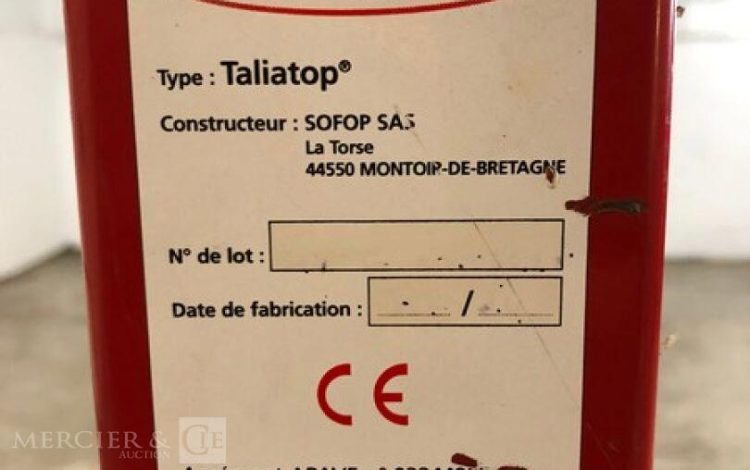 Type : Taliatop®
Constructeur : SOFOP SAS
La Torse
44550 MONTOIR-DE-BRETAGNE
N° de lot :
Date de fabrication : /
CE
MERCIER & CIE
AUCTION